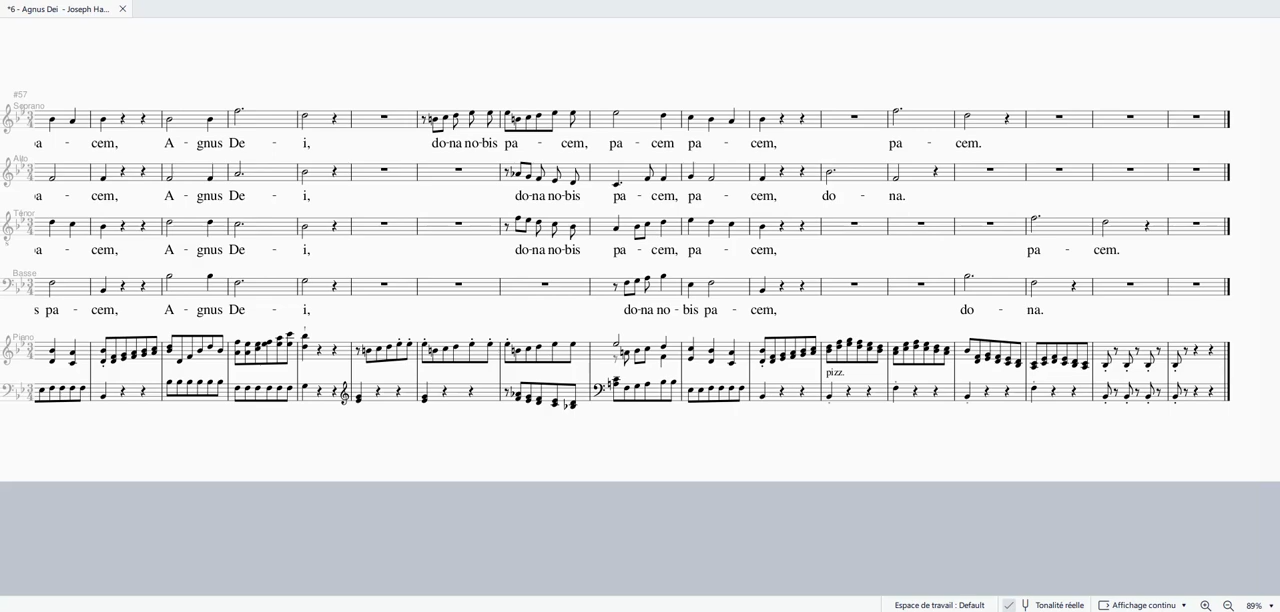 *6 - Agnus Dei - Joseph Ha...
#57
Soprano
a - cem, A - gnus De - i, do-na no-bis pa - cem, pa - cem pa - cem, pa - cem.
Alto
a - cem, A - gnus De - i, do-na no-bis pa - cem, pa - cem, do - na.
Ténor
a - cem, A - gnus De - i, do-na no-bis pa - cem, pa - cem, pa - cem.
Basse
s pa - cem, A - gnus De - i, do-na no - bis pa - cem, do - na.
Piano
pizz.
Espace de travail : Default Tonalité réelle Affichage continu 89%